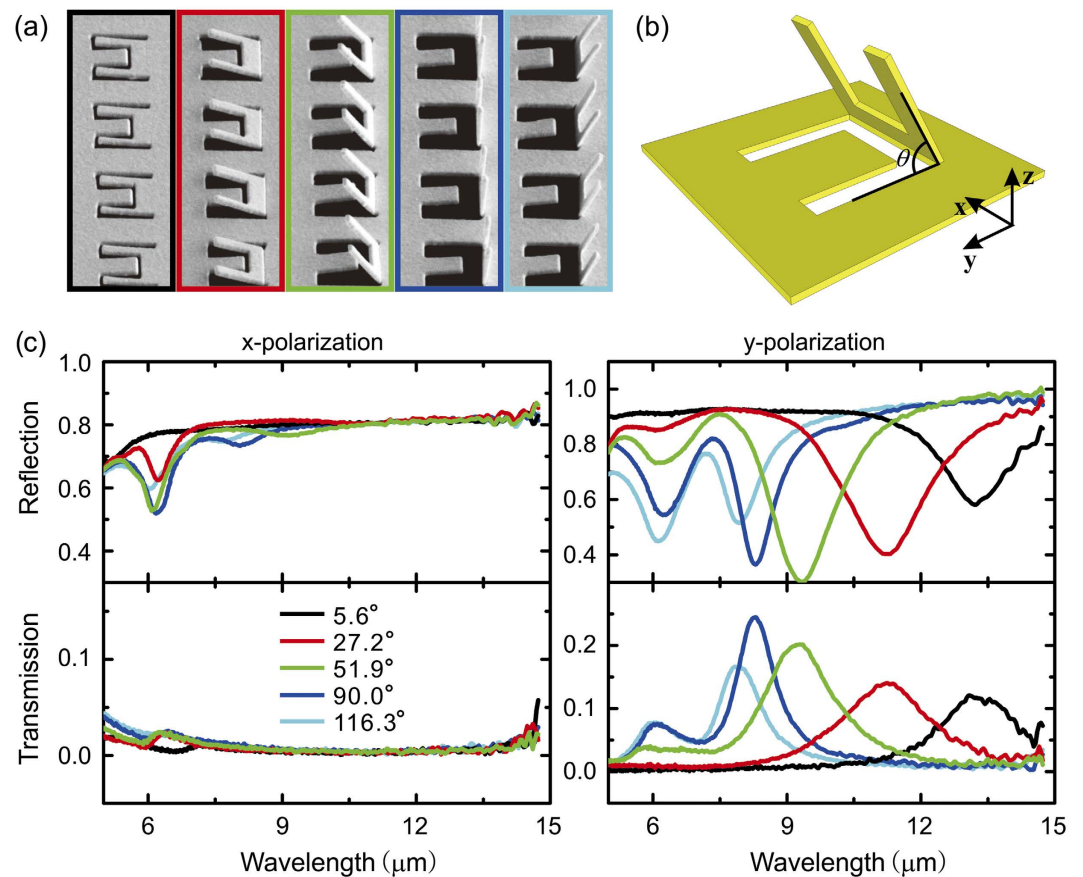 (a)
(b)
θ
z
x
y
(c)
x-polarization
y-polarization
Reflection
1.0
0.8
0.6
0.4
1.0
0.8
0.6
0.4
Transmission
0.1
0.0
5.6°
27.2°
51.9°
90.0°
116.3°
0.2
0.1
0.0
6 9 12 15
6 9 12 15
Wavelength (μm)
Wavelength (μm)